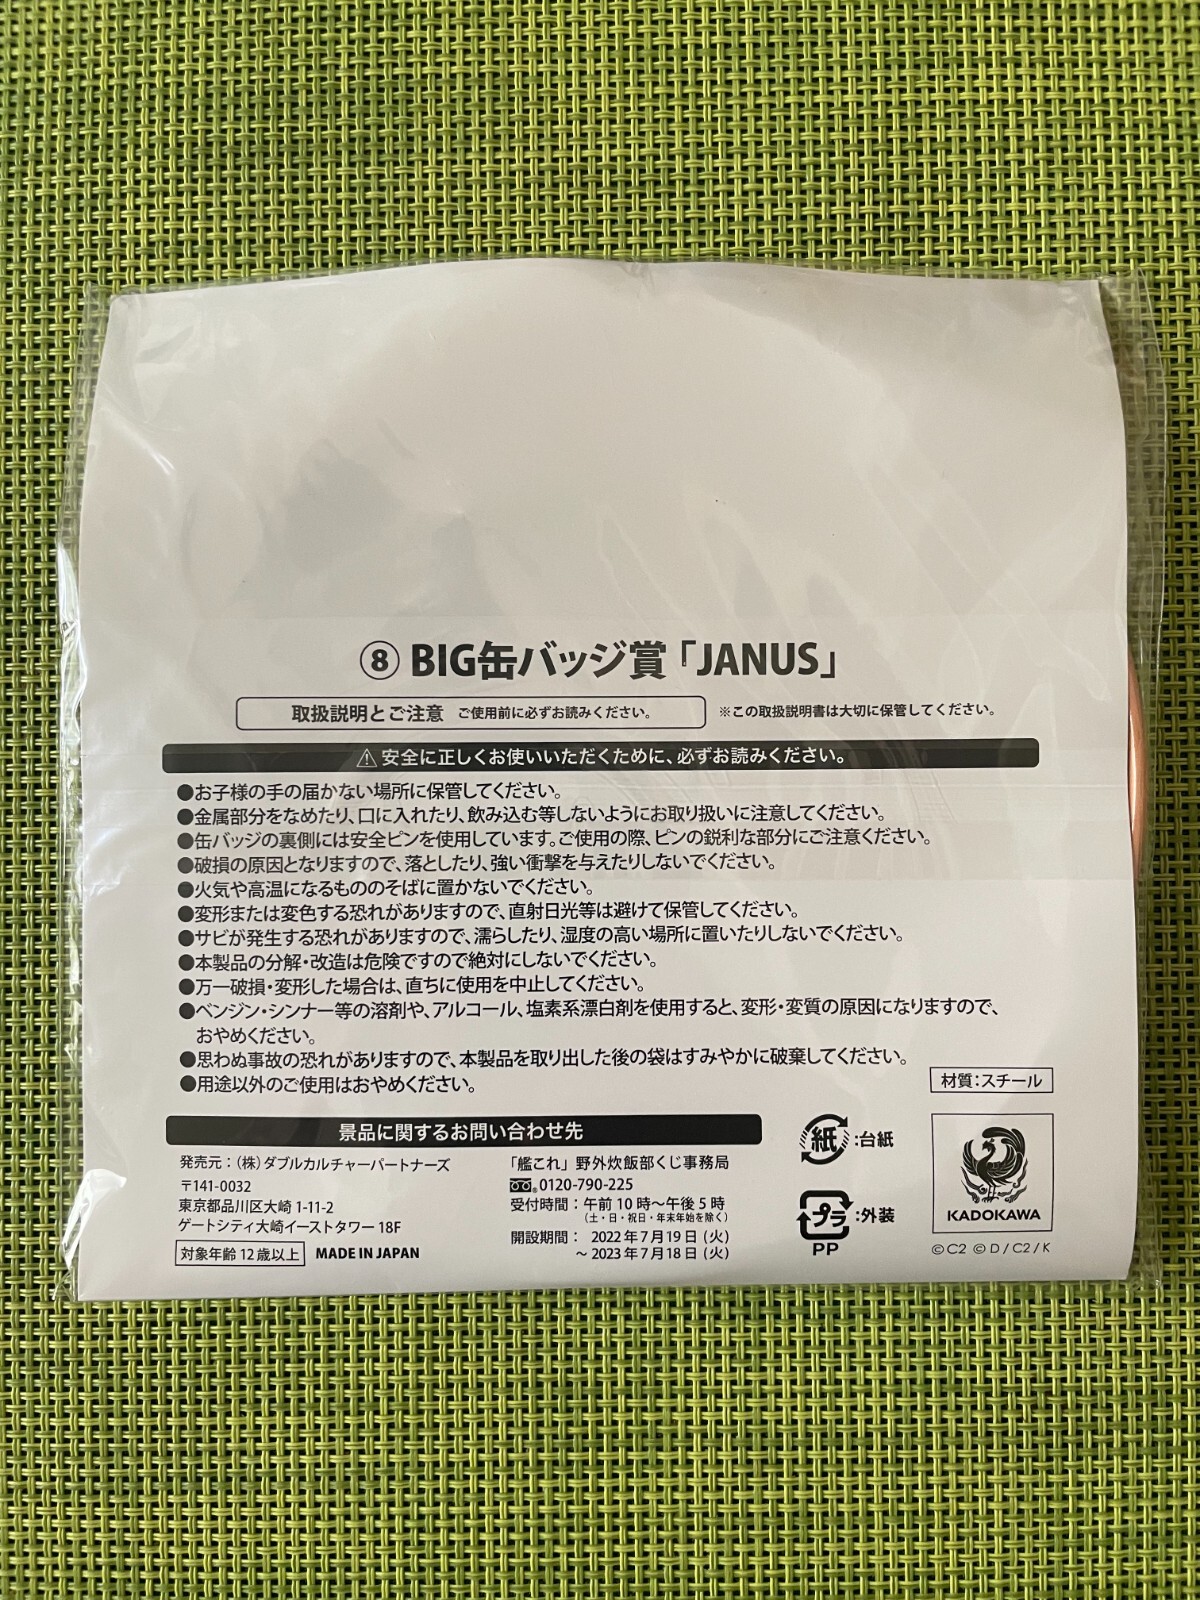 ⑧ BIG缶バッジ賞「JANUS」
取扱説明とご注意 ご使用前に必ずお読みください。
※この取扱説明書は大切に保管してください。
⚠安全に正しくお使いいただくために、必ずお読みください。
●お子様の手の届かない場所に保管してください。
●金属部分をなめたり、口に入れたり、飲み込む等しないようにお取り扱いに注意してください。
●缶バッジの裏側には安全ピンを使用しています。ご使用の際、ピンの鋭利な部分にご注意ください。
●破損の原因となりますので、落としたり、強い衝撃を与えたりしないでください。
●火気や高温になるもののそばに置かないでください。
●変形または変色する恐れがありますので、直射日光等は避けて保管してください。
●サビが発生する恐れがありますので、濡らしたり、湿度の高い場所に置いたりしないでください。
●本製品の分解・改造は危険ですので絶対にしないでください。
●万一破損・変形した場合は、直ちに使用を中止してください。
●ベンジン・シンナー等の溶剤や、アルコール、塩素系漂白剤を使用すると、変形・変質の原因になりますので、
おやめください。
●思わぬ事故の恐れがありますので、本製品を取り出した後の袋はすみやかに破棄してください。
●用途以外のご使用はおやめください。
材質：スチール
景品に関するお問い合わせ先
発売元：（株）ダブルカルチャーパートナーズ
〒141-0032
東京都品川区大崎 1-11-2
ゲートシティ大崎イーストタワー 18F
対象年齢 12 歳以上 MADE IN JAPAN
「艦これ」野外炊飯部くじ事務局
0120-790-225
受付時間：午前 10 時～午後 5 時
（土・日・祝日・年末年始を除く）
開設期間： 2022 年 7 月 19 日 (火)
～ 2023 年 7 月 18 日 (火)
紙：台紙
プラ：外装
PP
KADOKAWA
©C2 ©D/C2/K